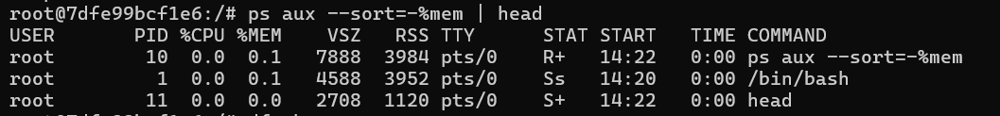 root@7dfe99bcf1e6:/# ps aux --sort=-%mem | head
USER         PID %CPU %MEM    VSZ   RSS TTY      STAT START   TIME COMMAND
root          10  0.0  0.1   7888  3984 pts/0    R+   14:22   0:00 ps aux --sort=-%mem
root           1  0.0  0.1   4588  3952 pts/0    Ss   14:20   0:00 /bin/bash
root          11  0.0  0.0   2708  1120 pts/0    S+   14:22   0:00 head